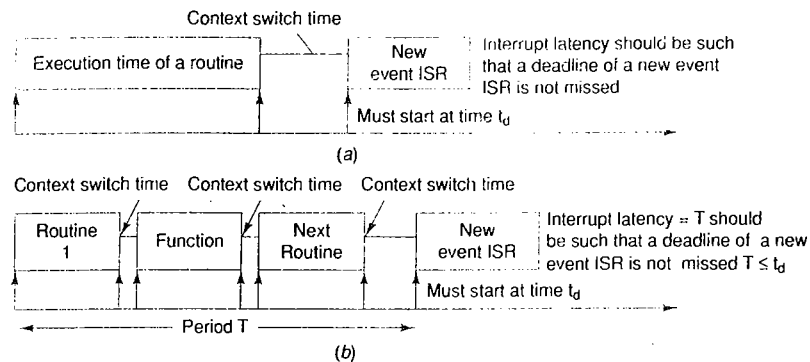 Context switch time
Execution time of a routine
New
event ISR
Interrupt latency should be such
that a deadline of a new event
ISR is not missed
Must start at time t_d
(a)
Context switch time
Context switch time
Context switch time
Routine
1
Function
Next
Routine
New
event ISR
Interrupt latency = T should
be such that a deadline of a new
event ISR is not missed T ≤ t_d
Must start at time t_d
Period T
(b)